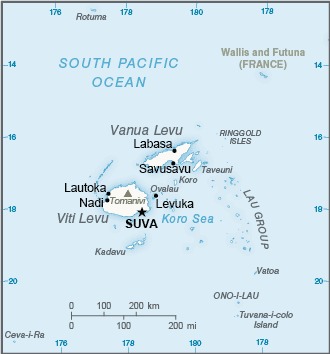 176
Rotuma
178
180
178
14
14
Wallis and Futuna
(FRANCE)
SOUTH PACIFIC
OCEAN
16
16
Vanua Levu
RINGGOLD
ISLES
Labasa
Savusavu
Taveuni
Koro
Lautoka
Ovalau
Nadi
Tomanivi
Levuka
LAU GROUP
18
18
Viti Levu
SUVA
Koro Sea
Kadavu
Vatoa
20
20
ONO-I-LAU
0 100 200 km
0 100 200 mi
Tuvana-i-colo
Island
Ceva-i-Ra
176
178
180
178